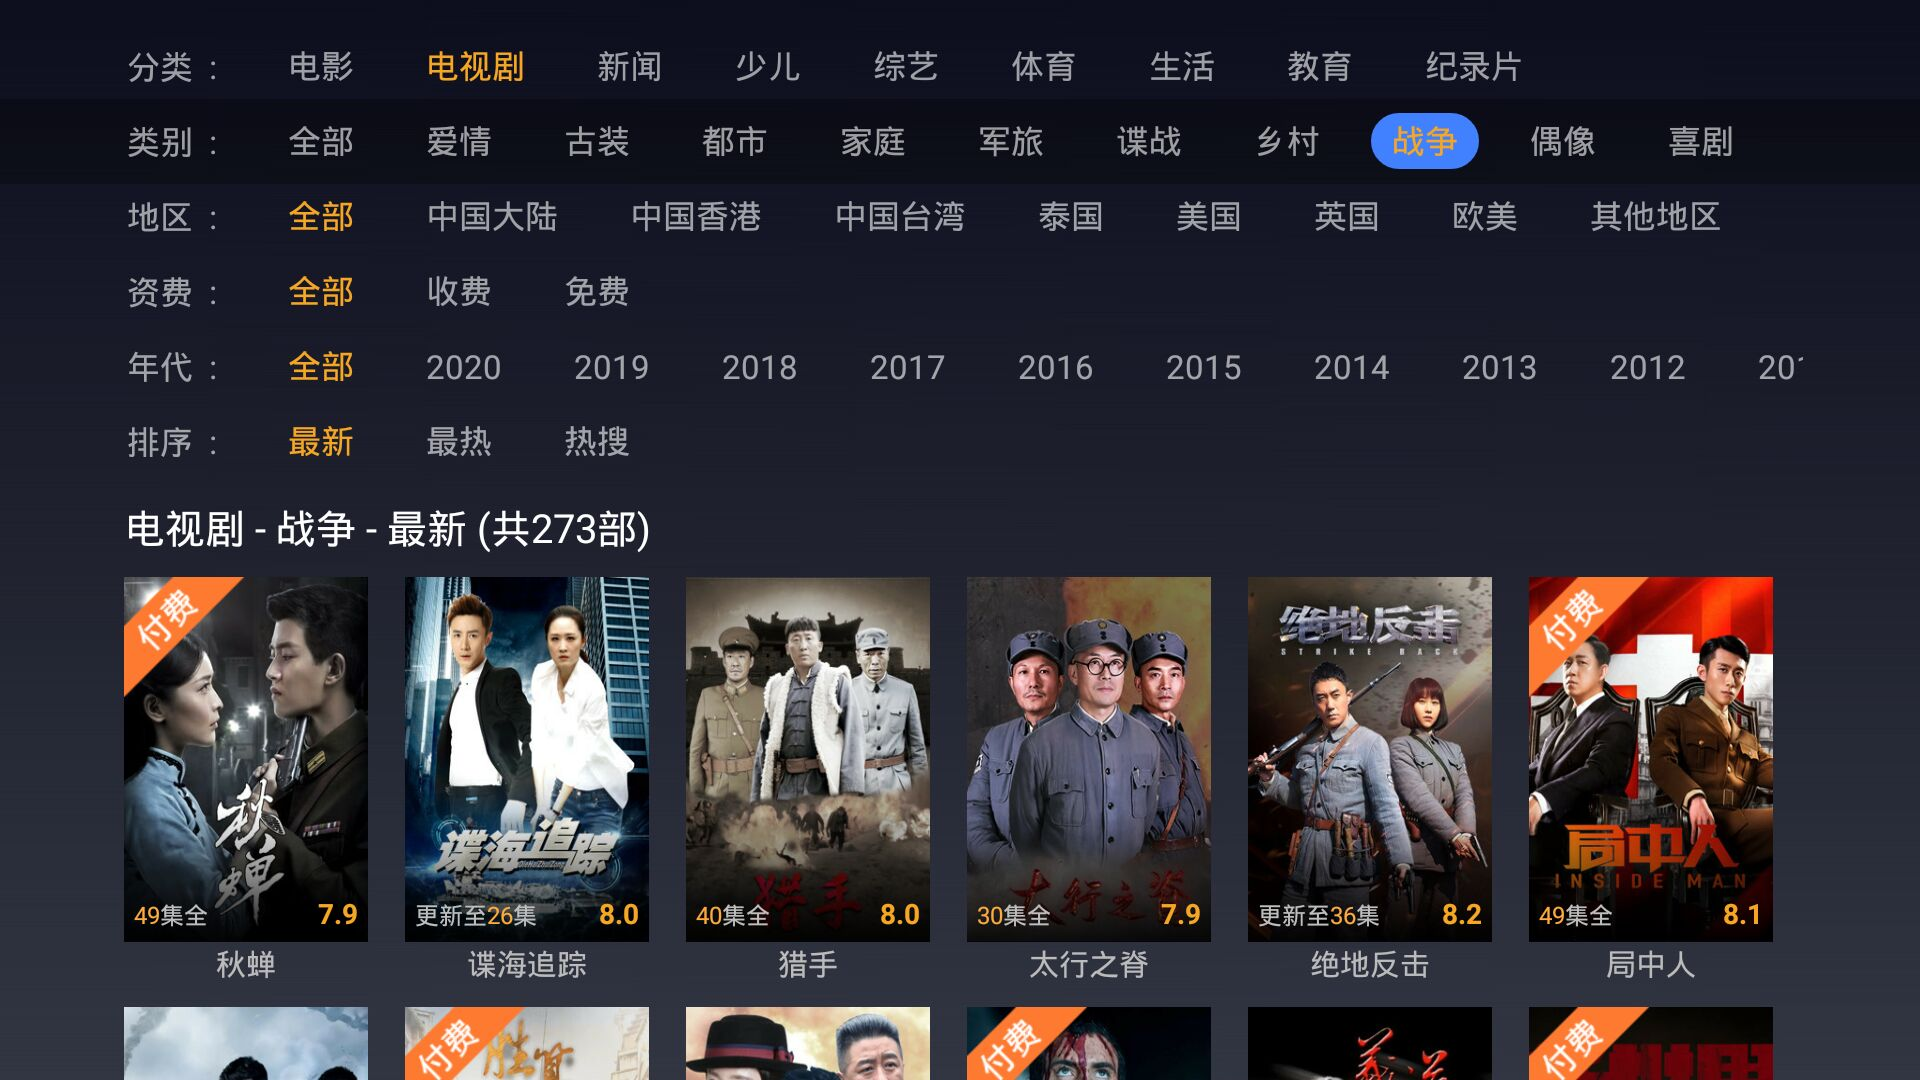 分类 : 电影 电视剧 新闻 少儿 综艺 体育 生活 教育 纪录片
类别 : 全部 爱情 古装 都市 家庭 军旅 谍战 乡村 战争 偶像 喜剧
地区 : 全部 中国大陆 中国香港 中国台湾 泰国 美国 英国 欧美 其他地区
资费 : 全部 收费 免费
年代 : 全部 2020 2019 2018 2017 2016 2015 2014 2013 2012 201
排序 : 最新 最热 热搜
电视剧 - 战争 - 最新 (共273部)
付费
秋蝉
49集全 7.9
秋蝉
谍海追踪
更新至26集 8.0
谍海追踪
猎手
40集全 8.0
猎手
太行之脊
30集全 7.9
太行之脊
绝地反击
STRIKE BACK
更新至36集 8.2
绝地反击
付费
局中人
INSIDE MAN
49集全 8.1
局中人
付费
付费
付费